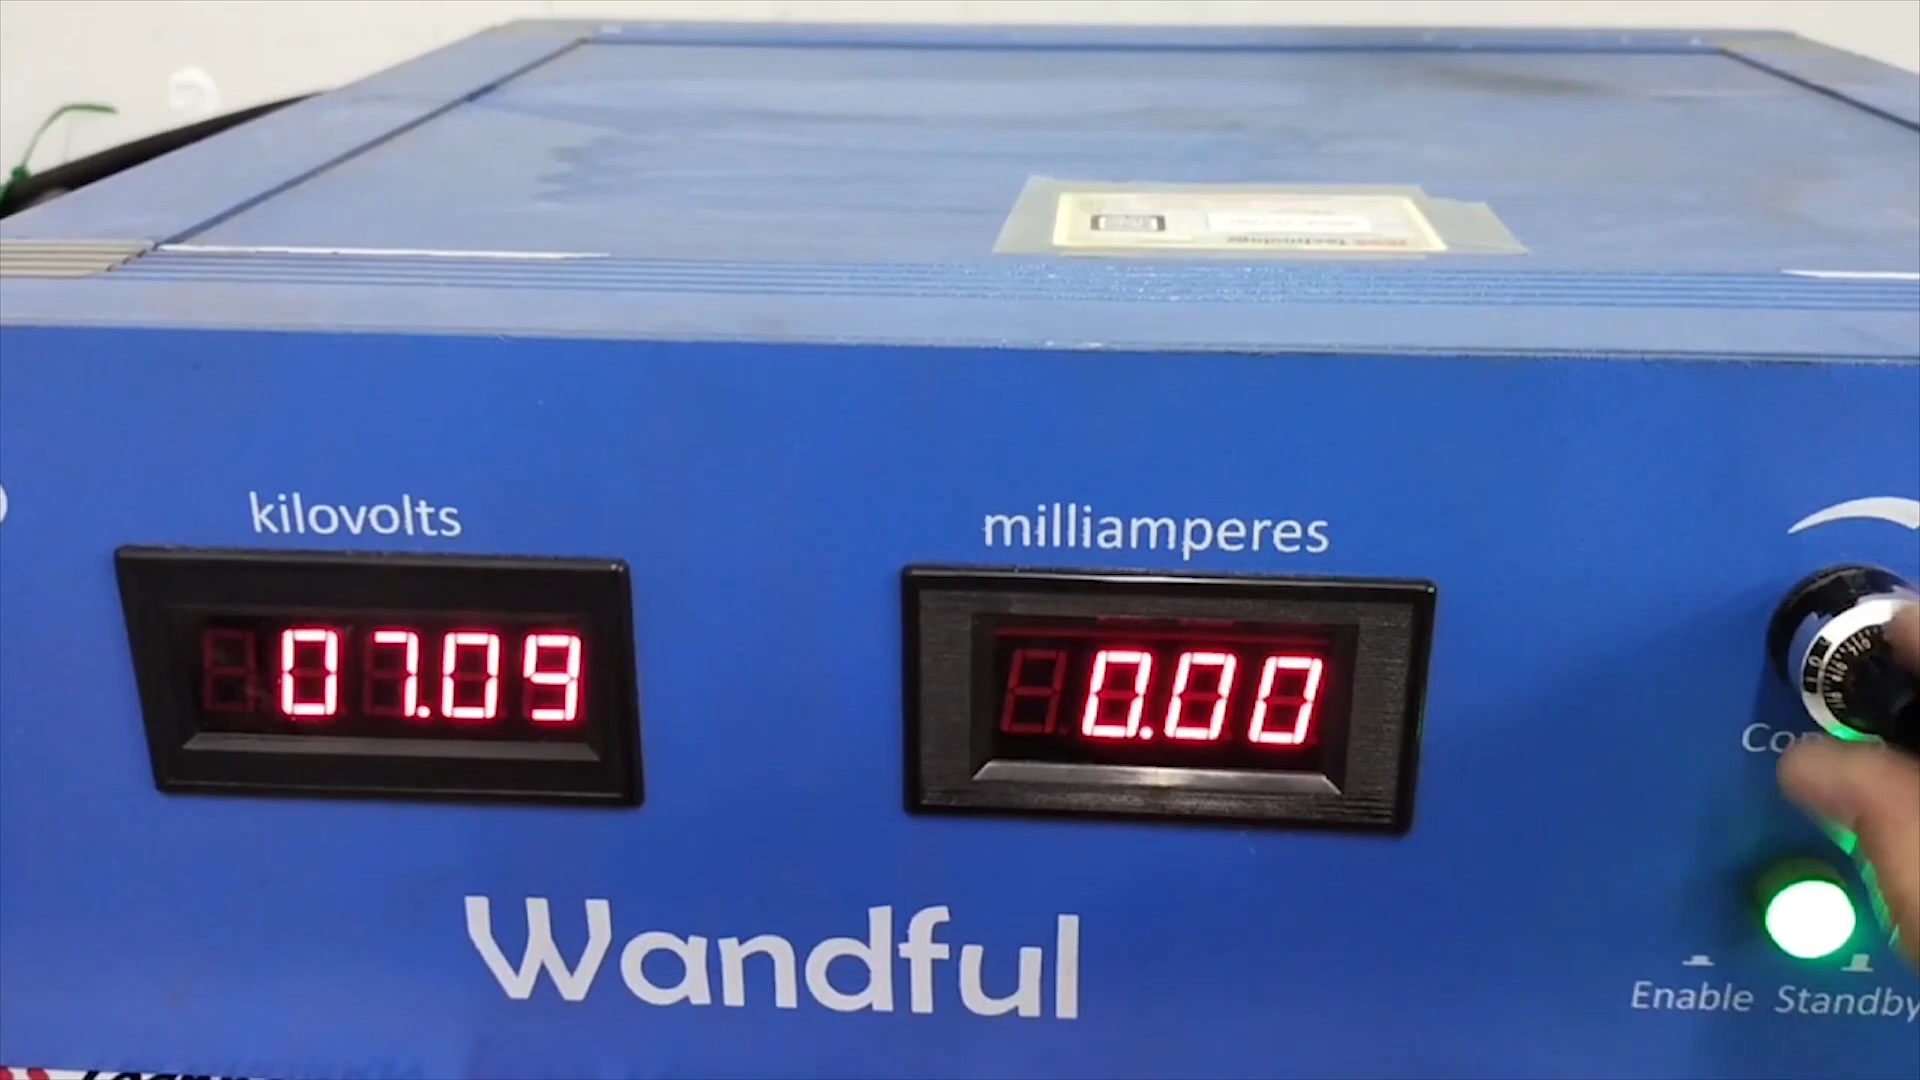 kilovolts
milliamperes
07.09
0.00
Wandful
Enable Standby